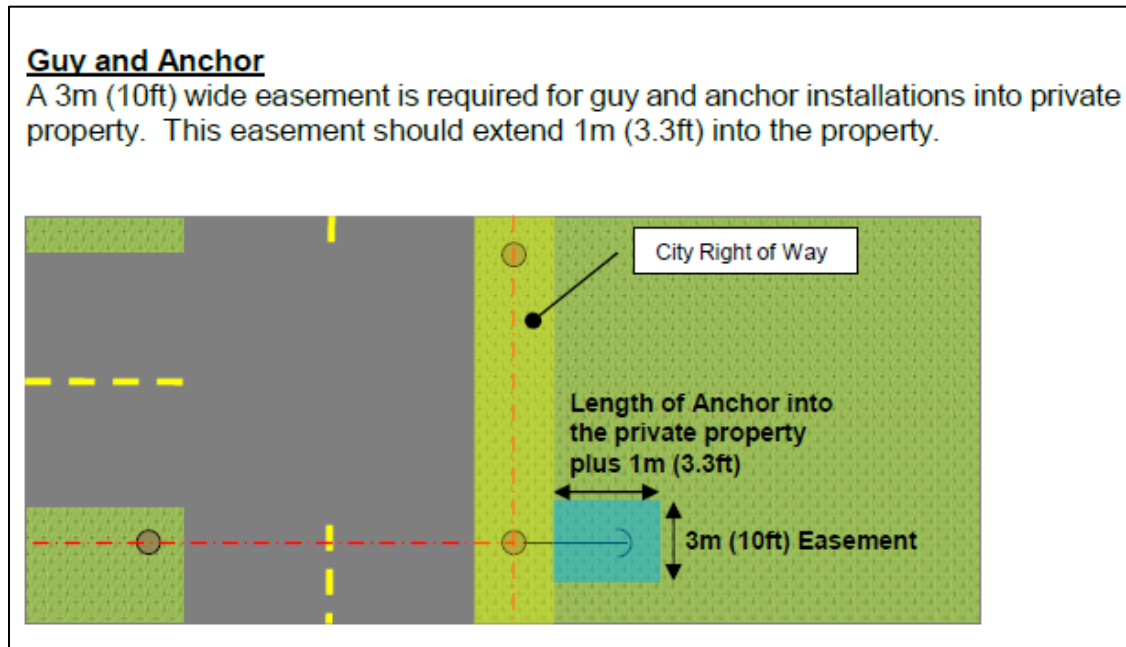 Guy and Anchor
A 3m (10ft) wide easement is required for guy and anchor installations into private
property. This easement should extend 1m (3.3ft) into the property.
City Right of Way
Length of Anchor into
the private property
plus 1m (3.3ft)
3m (10ft) Easement